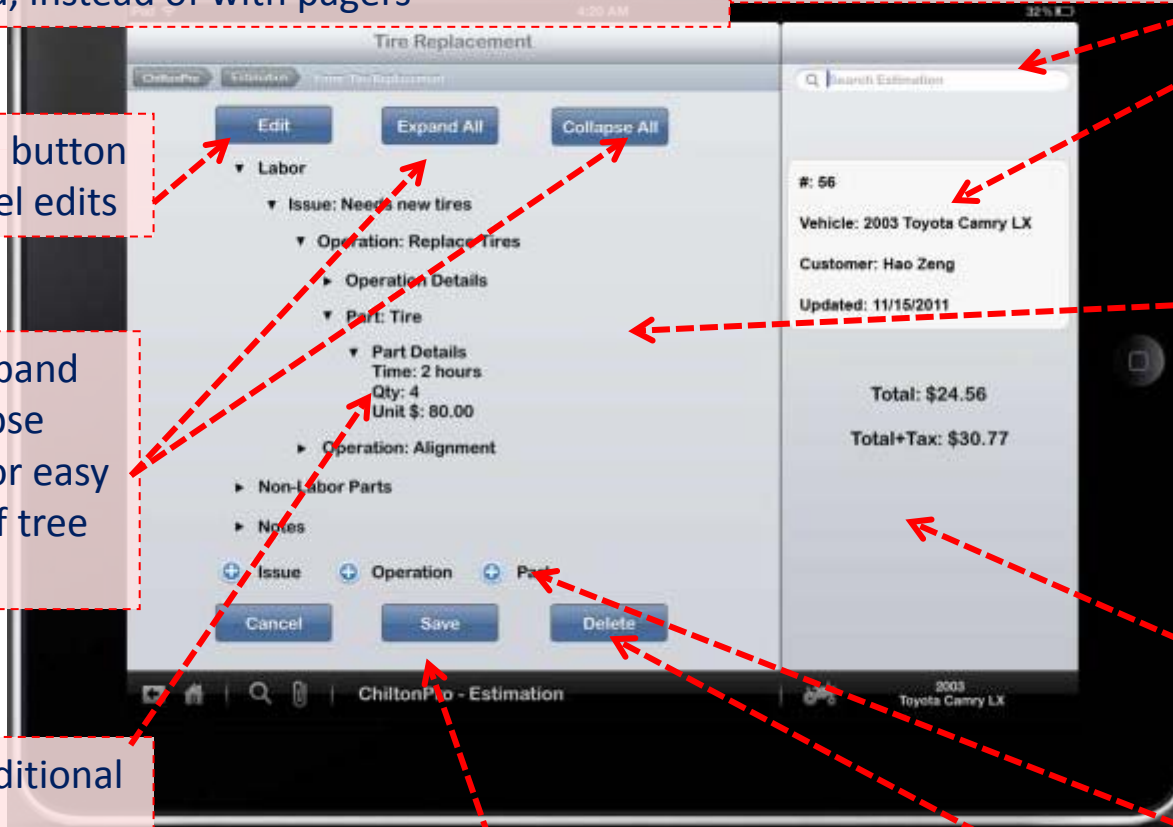 , instead of with pagers
4:20 AM
32%
Tire Replacement
ChiltonPro Estimation
Search Estimation
Edit
Expand All
Collapse All
button
el edits
Labor
Issue: Needs new tires
Operation: Replace Tires
Operation Details
Part: Tire
Part Details
Time: 2 hours
Qty: 4
Unit $: 80.00
Operation: Alignment
Non-Labor Parts
Notes
#: 56
Vehicle: 2003 Toyota Camry LX
Customer: Hao Zeng
Updated: 11/15/2011
Total: $24.56
Total+Tax: $30.77
pand
pse
or easy
f tree
Issue
Operation
Part
Cancel
Save
Delete
ChiltonPro - Estimation
2003
Toyota Camry LX
ditional